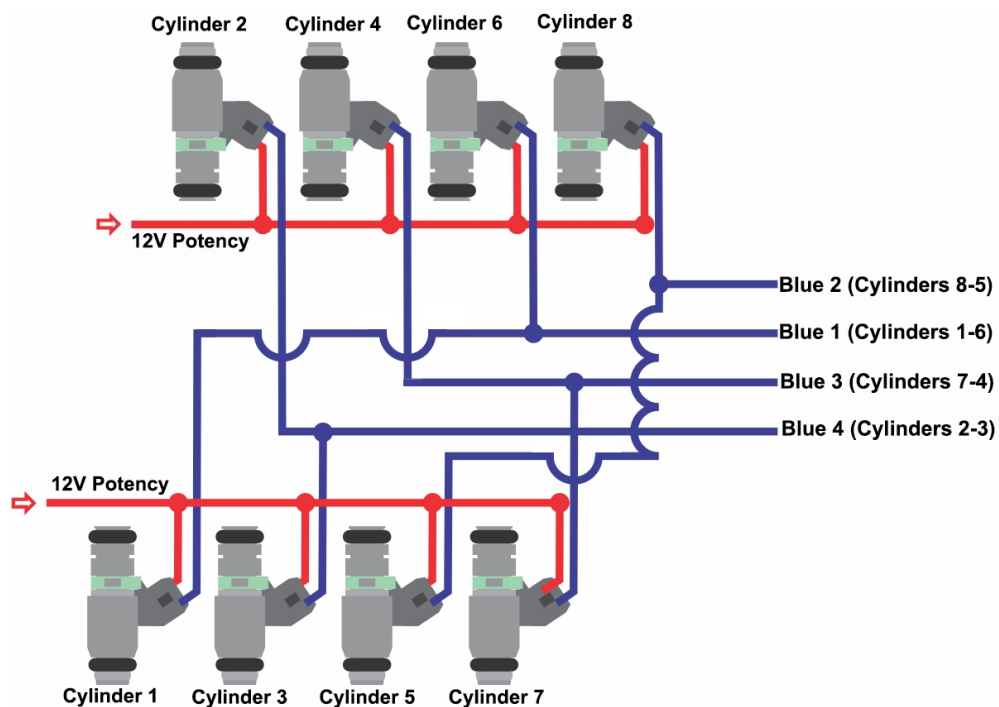 Cylinder 2
Cylinder 4
Cylinder 6
Cylinder 8
12V Potency
Blue 2 (Cylinders 8-5)
Blue 1 (Cylinders 1-6)
Blue 3 (Cylinders 7-4)
Blue 4 (Cylinders 2-3)
12V Potency
Cylinder 1
Cylinder 3
Cylinder 5
Cylinder 7